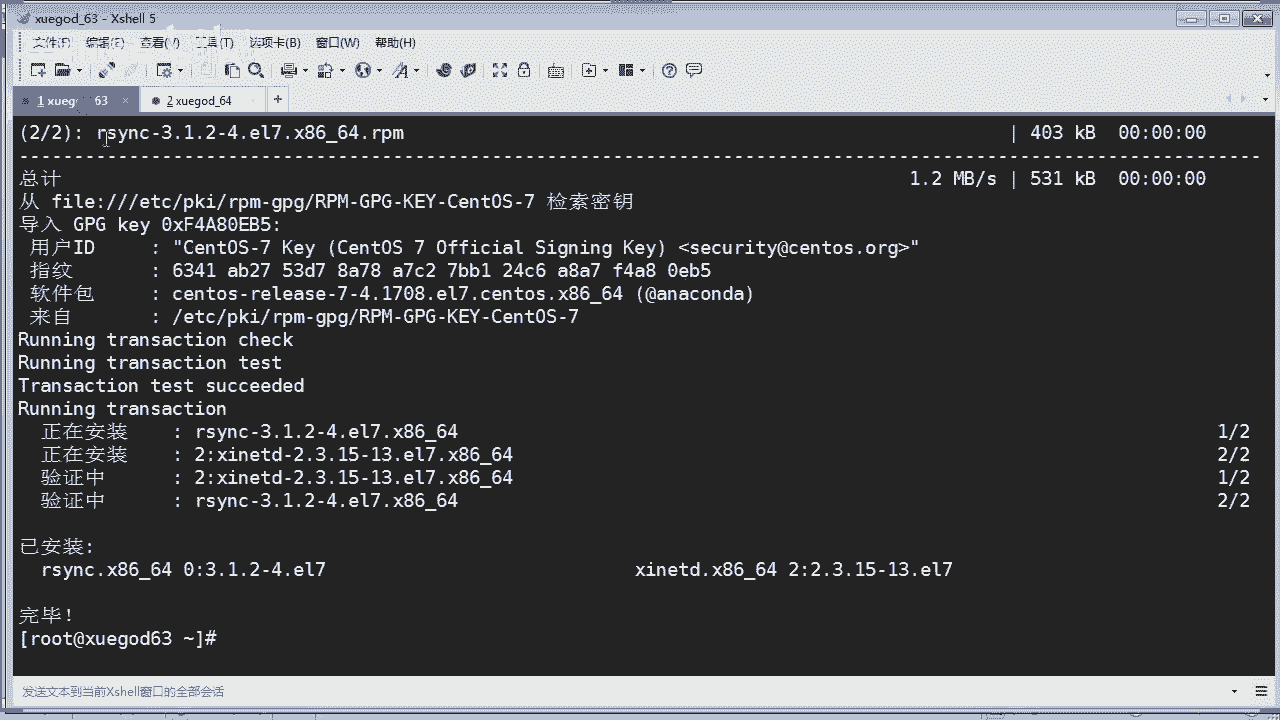 xuegod_63 - Xshell 5
文件(F) 编辑(E) 查看(V) 工具(T) 选项卡(B) 窗口(W) 帮助(H)
1 xueg 63 × 2 xuegod_64 +
(2/2): rsync-3.1.2-4.el7.x86_64.rpm | 403 kB 00:00:00
--------------------------------------------------------------------------------
总计 1.2 MB/s | 531 kB 00:00:00
从 file:///etc/pki/rpm-gpg/RPM-GPG-KEY-CentOS-7 检索密钥
导入 GPG key 0xF4A80EB5:
用户ID : "CentOS-7 Key (CentOS 7 Official Signing Key) <security@centos.org>"
指纹 : 6341 ab27 53d7 8a78 a7c2 7bb1 24c6 a8a7 f4a8 0eb5
软件包 : centos-release-7-4.1708.el7.centos.x86_64 (@anaconda)
来自 : /etc/pki/rpm-gpg/RPM-GPG-KEY-CentOS-7
Running transaction check
Running transaction test
Transaction test succeeded
Running transaction
正在安装 : rsync-3.1.2-4.el7.x86_64 1/2
正在安装 : 2:xinetd-2.3.15-13.el7.x86_64 2/2
验证中 : 2:xinetd-2.3.15-13.el7.x86_64 1/2
验证中 : rsync-3.1.2-4.el7.x86_64 2/2
已安装:
rsync.x86_64 0:3.1.2-4.el7 xinetd.x86_64 2:2.3.15-13.el7
完毕!
[root@xuegod63 ~]#
发送文本到当前Xshell窗口的全部会话